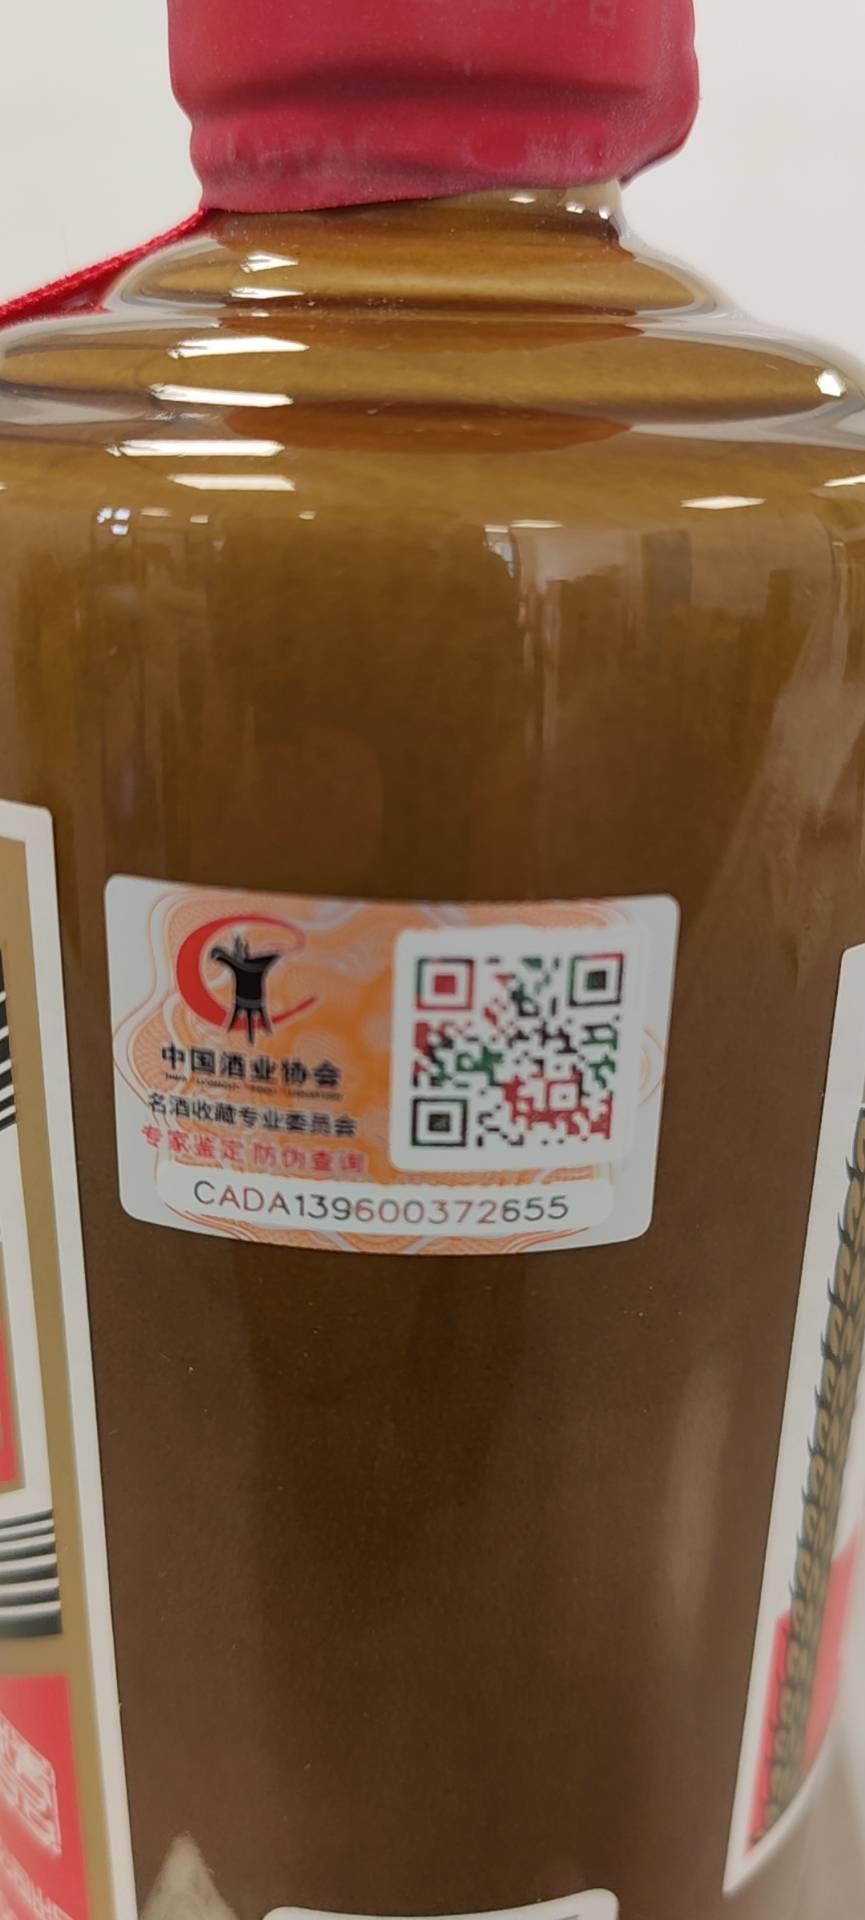 中国酒业协会
名酒收藏专业委员会
专家鉴定 防伪查询
CADA139600372655